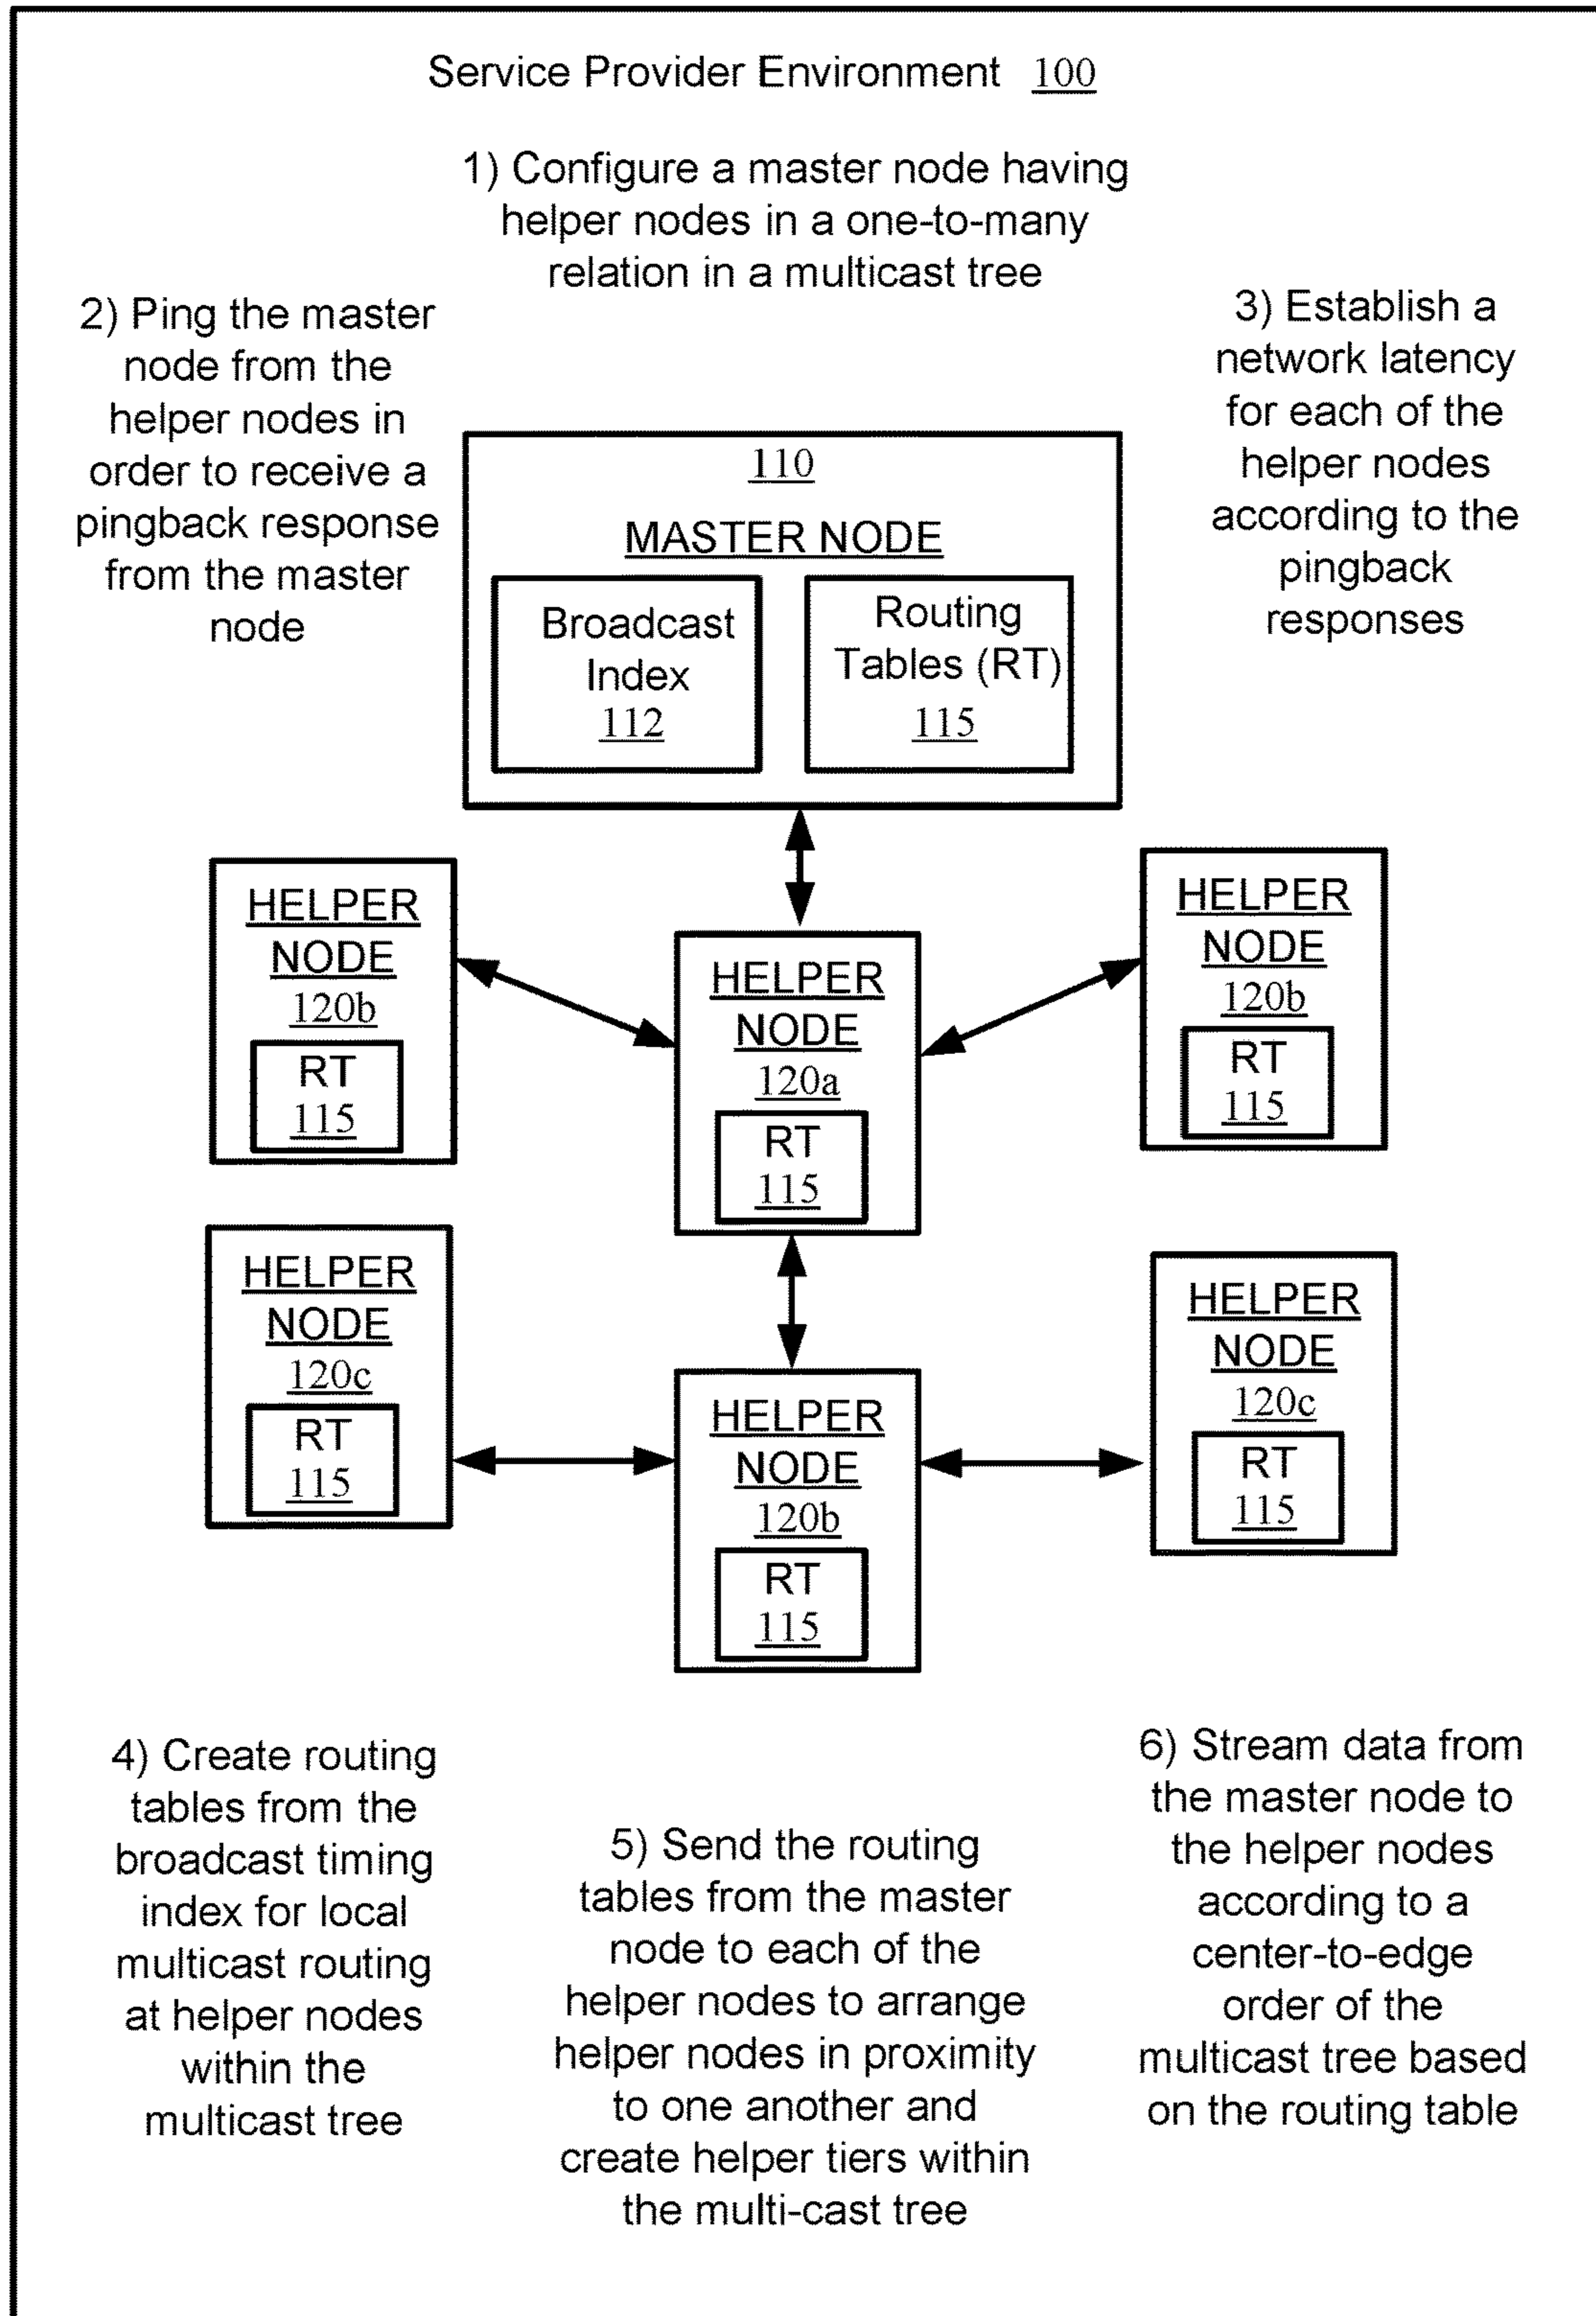 Service Provider Environment 100
1) Configure a master node having
helper nodes in a one-to-many
relation in a multicast tree
2) Ping the master
node from the
helper nodes in
order to receive a
pingback response
from the master
node
3) Establish a
network latency
for each of the
helper nodes
according to the
pingback
responses
110
MASTER NODE
Broadcast
Index
112
Routing
Tables (RT)
115
HELPER
NODE
120b
RT
115
HELPER
NODE
120a
RT
115
HELPER
NODE
120b
RT
115
HELPER
NODE
120c
RT
115
HELPER
NODE
120b
RT
115
HELPER
NODE
120c
RT
115
4) Create routing
tables from the
broadcast timing
index for local
multicast routing
at helper nodes
within the
multicast tree
5) Send the routing
tables from the master
node to each of the
helper nodes to arrange
helper nodes in proximity
to one another and
create helper tiers within
the multi-cast tree
6) Stream data from
the master node to
the helper nodes
according to a
center-to-edge
order of the
multicast tree based
on the routing table